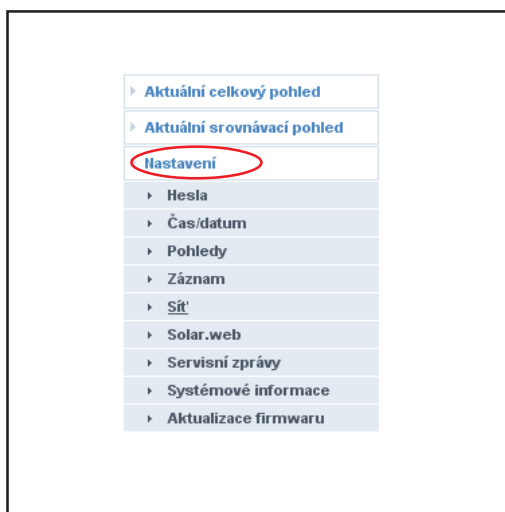 Aktuální celkový pohled
Aktuální srovnávací pohled
Nastavení
Hesla
Čas/datum
Pohledy
Záznam
Síť
Solar.web
Servisní zprávy
Systémové informace
Aktualizace firmwaru